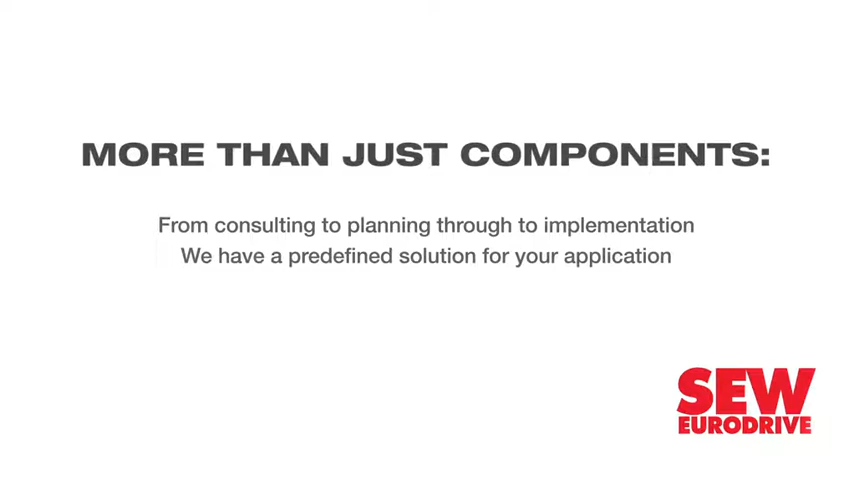 MORE THAN JUST COMPONENTS:
From consulting to planning through to implementation
We have a predefined solution for your application
SEW
EURODRIVE